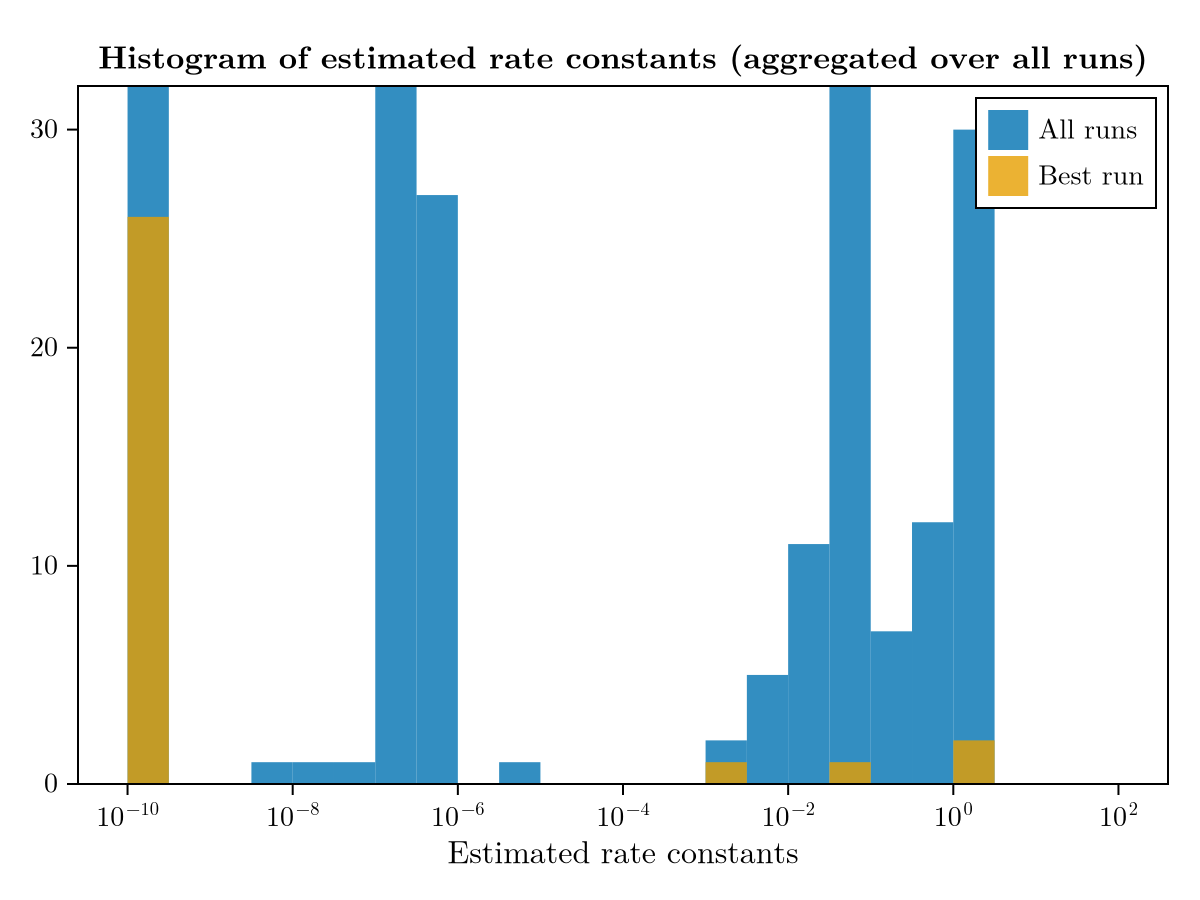 Histogram of estimated rate constants (aggregated over all runs)
All runs
Best run
30
20
10
0
10⁻¹⁰ 10⁻⁸ 10⁻⁶ 10⁻⁴ 10⁻² 10⁰ 10²
Estimated rate constants